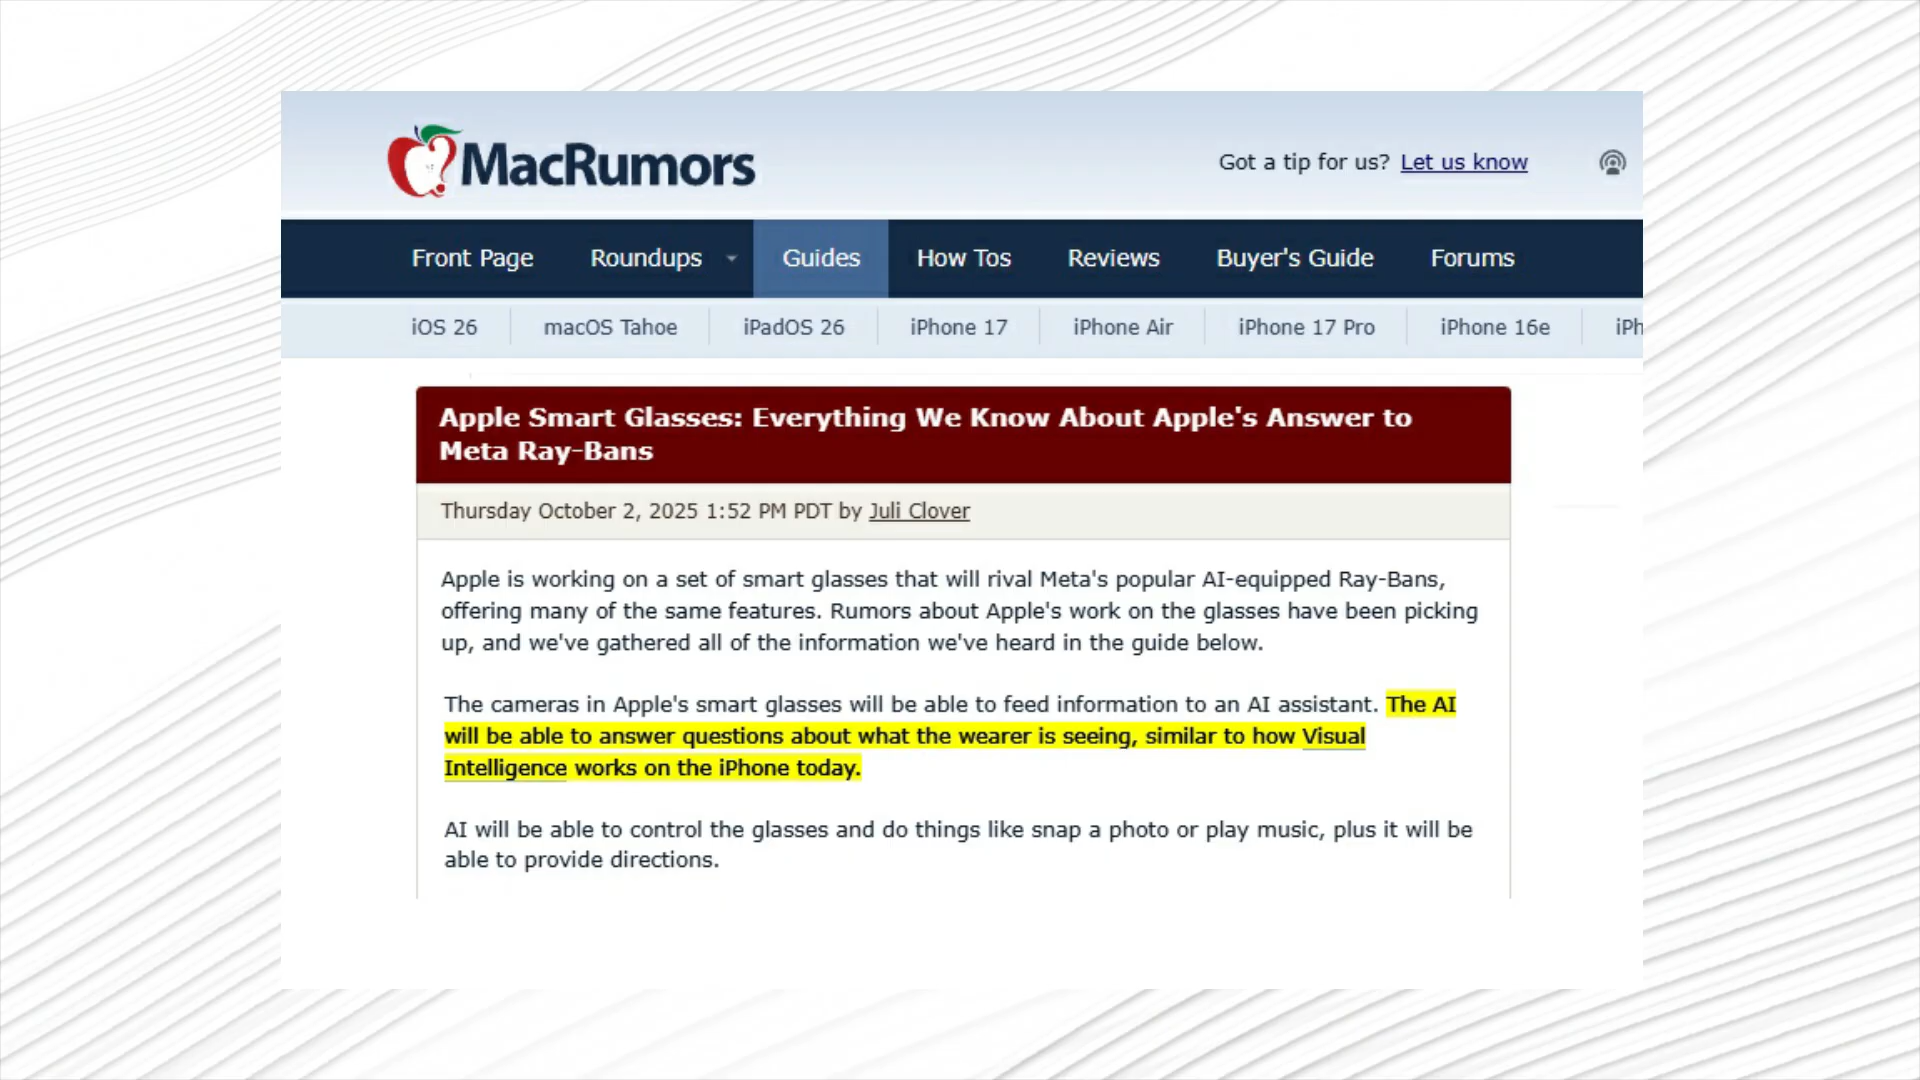 MacRumors
Got a tip for us? Let us know
Front Page Roundups Guides How Tos Reviews Buyer's Guide Forums
iOS 26 macOS Tahoe iPadOS 26 iPhone 17 iPhone Air iPhone 17 Pro iPhone 16e iPh
Apple Smart Glasses: Everything We Know About Apple's Answer to
Meta Ray-Bans
Thursday October 2, 2025 1:52 PM PDT by Juli Clover
Apple is working on a set of smart glasses that will rival Meta's popular AI-equipped Ray-Bans,
offering many of the same features. Rumors about Apple's work on the glasses have been picking
up, and we've gathered all of the information we've heard in the guide below.
The cameras in Apple's smart glasses will be able to feed information to an AI assistant. The AI
will be able to answer questions about what the wearer is seeing, similar to how Visual
Intelligence works on the iPhone today.
AI will be able to control the glasses and do things like snap a photo or play music, plus it will be
able to provide directions.